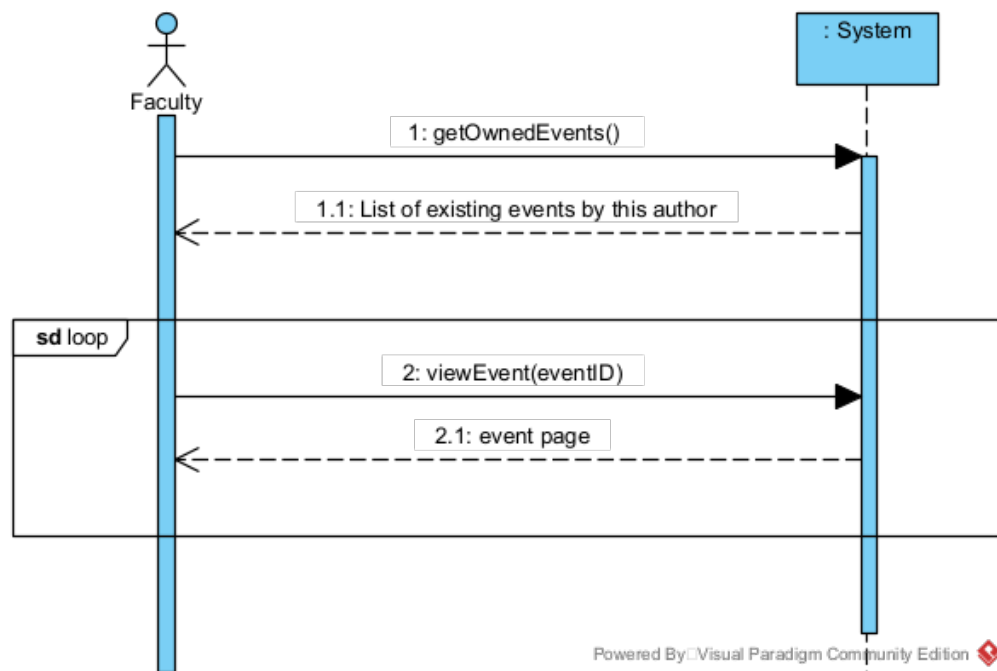 : System
Faculty
1: getOwnedEvents()
1.1: List of existing events by this author
sd loop
2: viewEvent(eventID)
2.1: event page
Powered By Visual Paradigm Community Edition